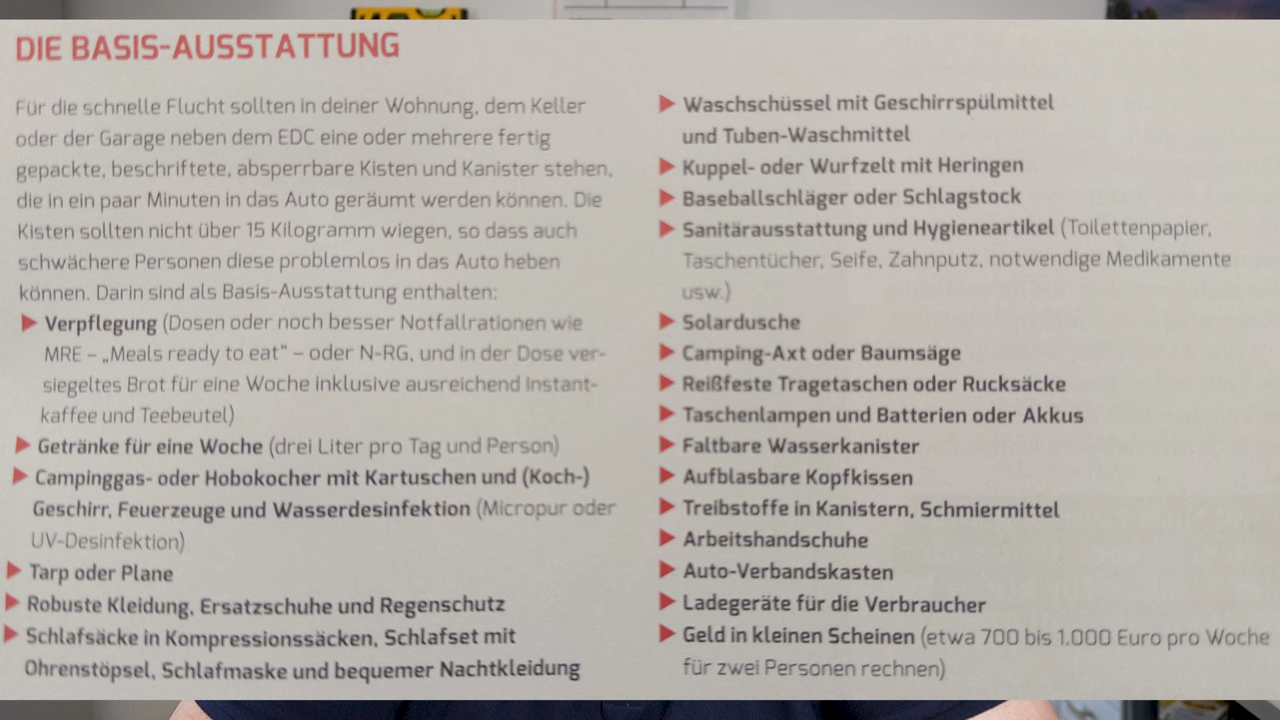 DIE BASIS-AUSSTATTUNG
Für die schnelle Flucht sollten in deiner Wohnung, dem Keller
oder der Garage neben dem EDC eine oder mehrere fertig
gepackte, beschriftete, absperrbare Kisten und Kanister stehen,
die in ein paar Minuten in das Auto geräumt werden können. Die
Kisten sollten nicht über 15 Kilogramm wiegen, so dass auch
schwächere Personen diese problemlos in das Auto heben
können. Darin sind als Basis-Ausstattung enthalten:
▶ Verpflegung (Dosen oder noch besser Notfallrationen wie
MRE – „Meals ready to eat" – oder N-RG, und in der Dose ver-
siegeltes Brot für eine Woche inklusive ausreichend Instant-
kaffee und Teebeutel)
▶ Getränke für eine Woche (drei Liter pro Tag und Person)
▶ Campinggas- oder Hobokocher mit Kartuschen und (Koch-)
Geschirr, Feuerzeuge und Wasserdesinfektion (Micropur oder
UV-Desinfektion)
▶ Tarp oder Plane
▶ Robuste Kleidung, Ersatzschuhe und Regenschutz
▶ Schlafsäcke in Kompressionssäcken, Schlafset mit
Ohrenstöpsel, Schlafmaske und bequemer Nachtkleidung
▶ Waschschüssel mit Geschirrspülmittel
und Tuben-Waschmittel
▶ Kuppel- oder Wurfzelt mit Heringen
▶ Baseballschläger oder Schlagstock
▶ Sanitärausstattung und Hygieneartikel (Toilettenpapier,
Taschentücher, Seife, Zahnputz, notwendige Medikamente
usw.)
▶ Solardusche
▶ Camping-Axt oder Baumsäge
▶ Reißfeste Tragetaschen oder Rucksäcke
▶ Taschenlampen und Batterien oder Akkus
▶ Faltbare Wasserkanister
▶ Aufblasbare Kopfkissen
▶ Treibstoffe in Kanistern, Schmiermittel
▶ Arbeitshandschuhe
▶ Auto-Verbandskasten
▶ Ladegeräte für die Verbraucher
▶ Geld in kleinen Scheinen (etwa 700 bis 1.000 Euro pro Woche
für zwei Personen rechnen)